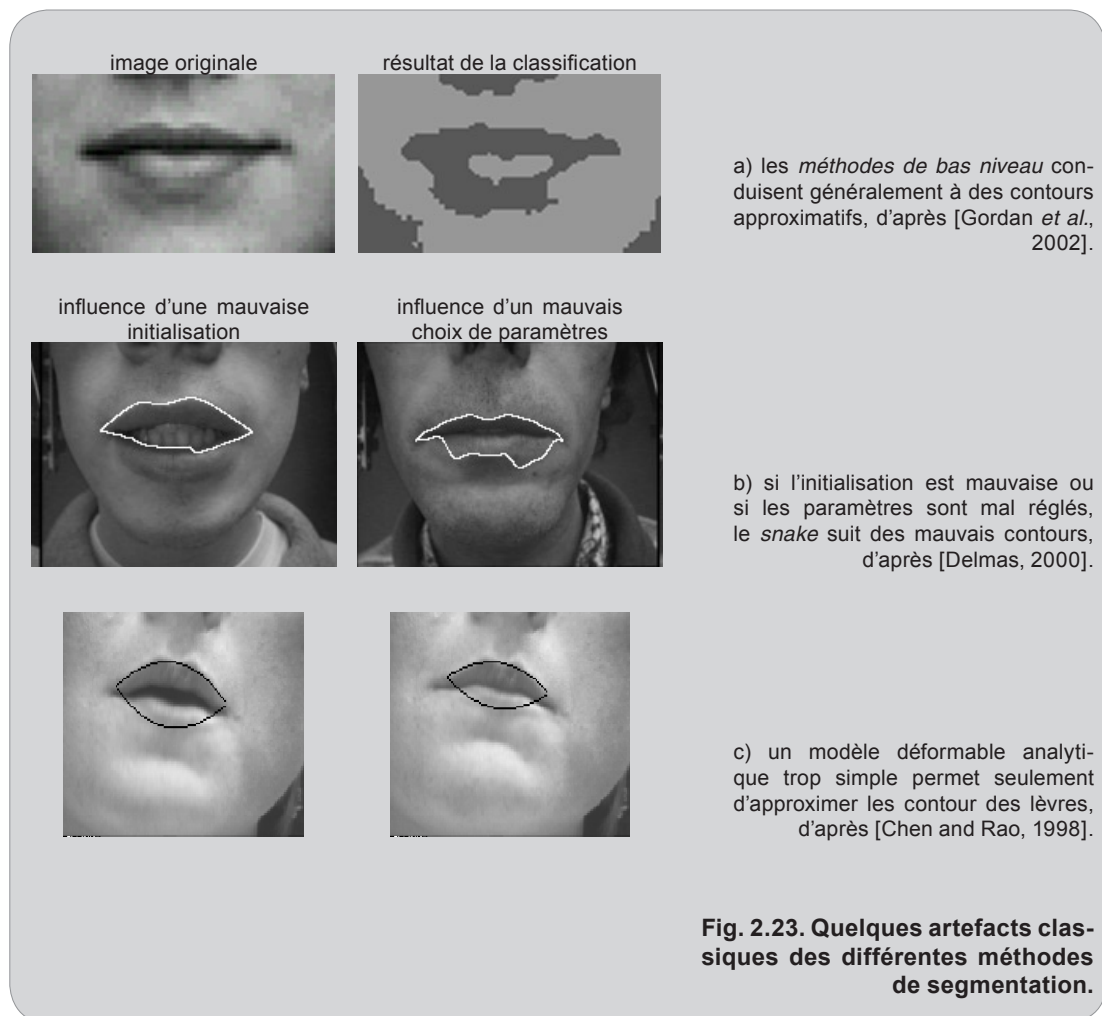 image originale
résultat de la classification
a) les méthodes de bas niveau con-
duisent généralement à des contours
approximatifs, d'après [Gordan et al.,
2002].
influence d'une mauvaise
initialisation
influence d'un mauvais
choix de paramètres
b) si l'initialisation est mauvaise ou
si les paramètres sont mal réglés,
le snake suit des mauvais contours,
d'après [Delmas, 2000].
c) un modèle déformable analyti-
que trop simple permet seulement
d'approximer les contour des lèvres,
d'après [Chen and Rao, 1998].
Fig. 2.23. Quelques artefacts clas-
siques des différentes méthodes
de segmentation.